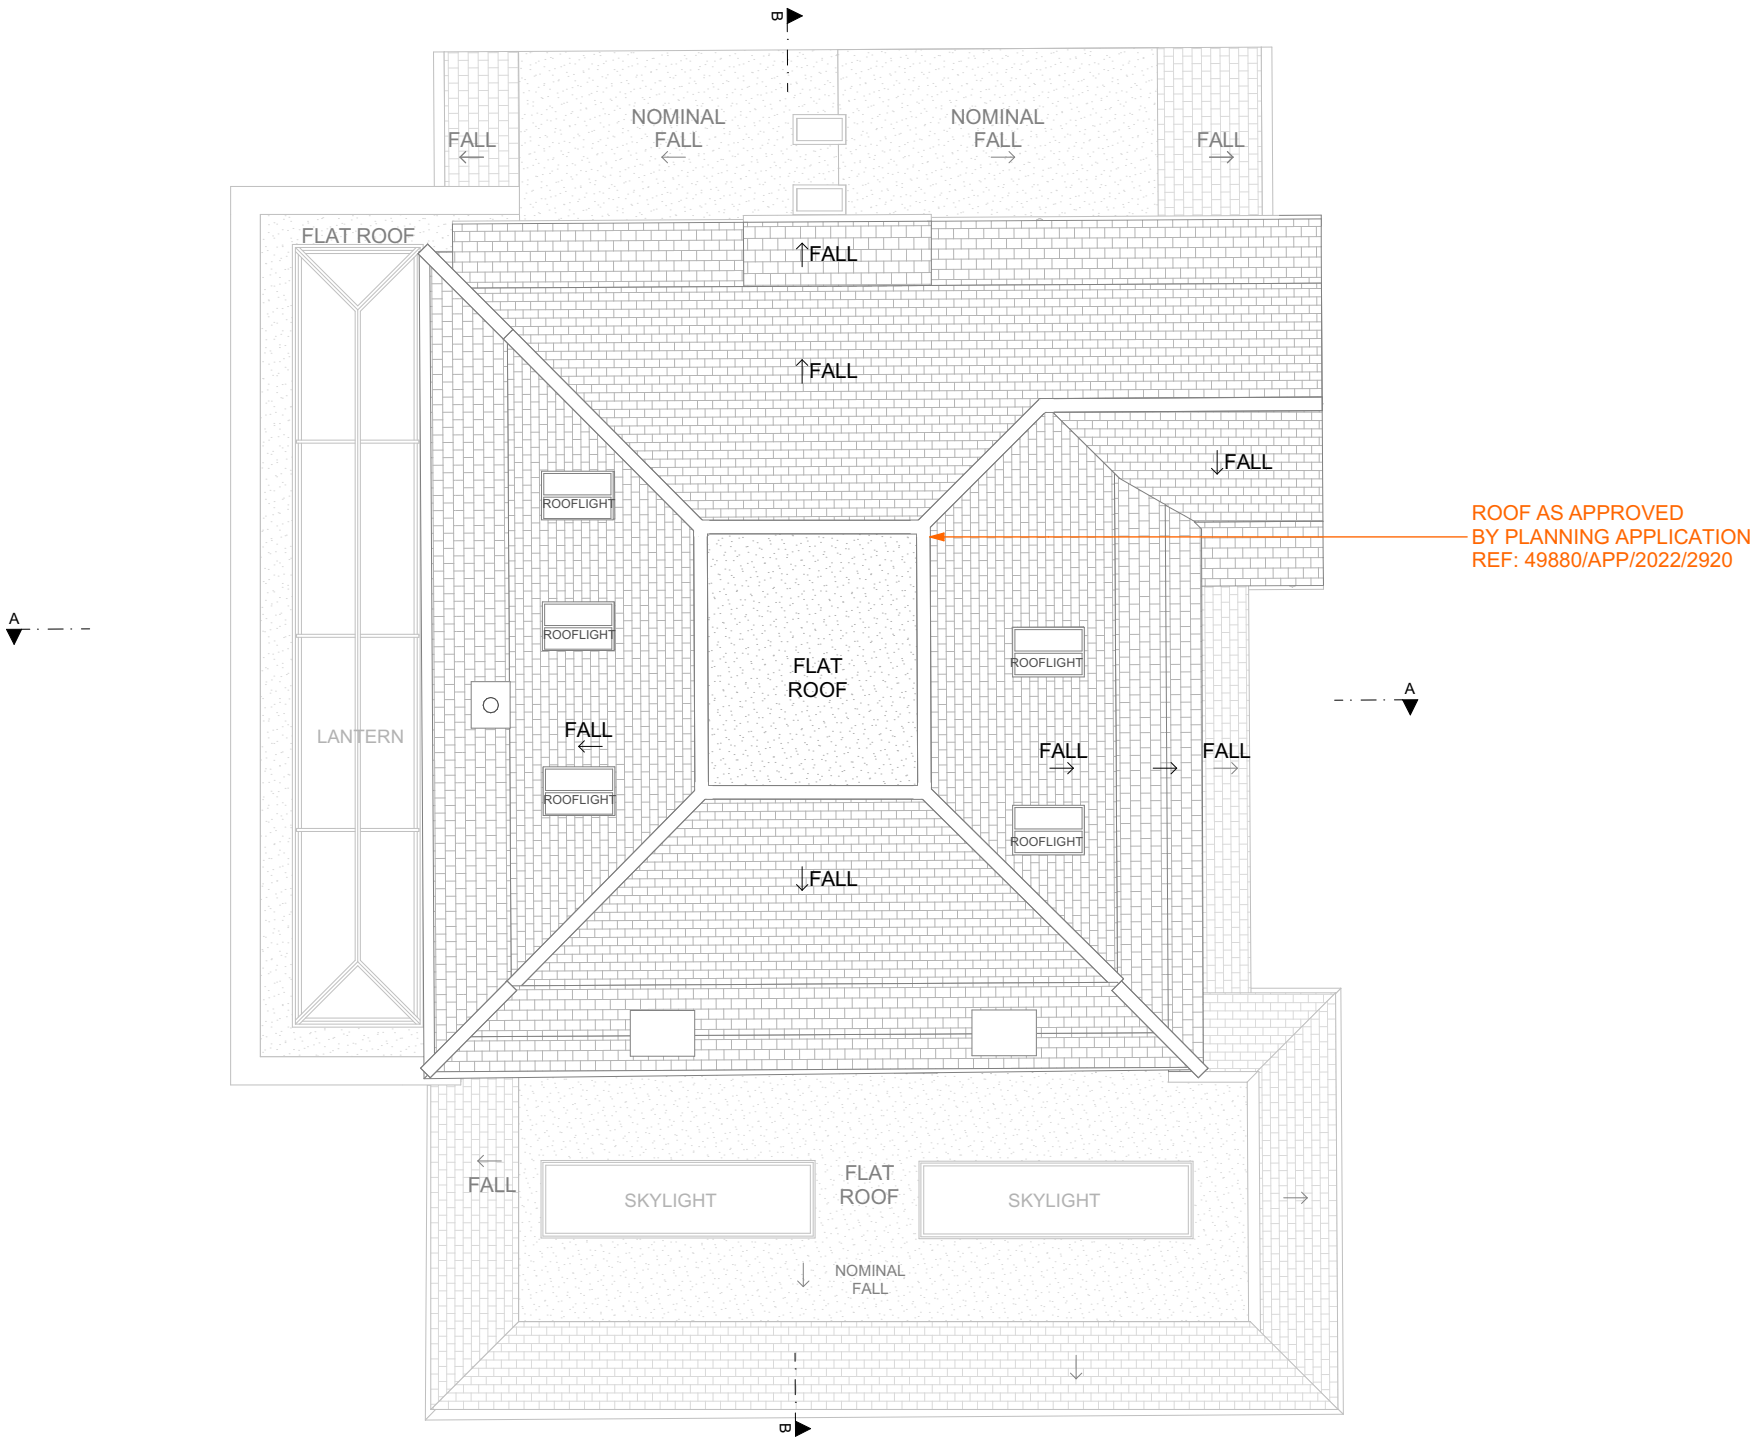 B
NOMINAL
FALL
NOMINAL
FALL
FALL
FALL
FLAT ROOF
FALL
FALL
FALL
ROOFLIGHT
ROOF AS APPROVED
BY PLANNING APPLICATION
REF: 49880/APP/2022/2920
A
ROOFLIGHT
FLAT
ROOF
ROOFLIGHT
A
LANTERN
FALL
FALL
FALL
ROOFLIGHT
ROOFLIGHT
FALL
FALL
SKYLIGHT
FLAT
ROOF
SKYLIGHT
NOMINAL
FALL
B